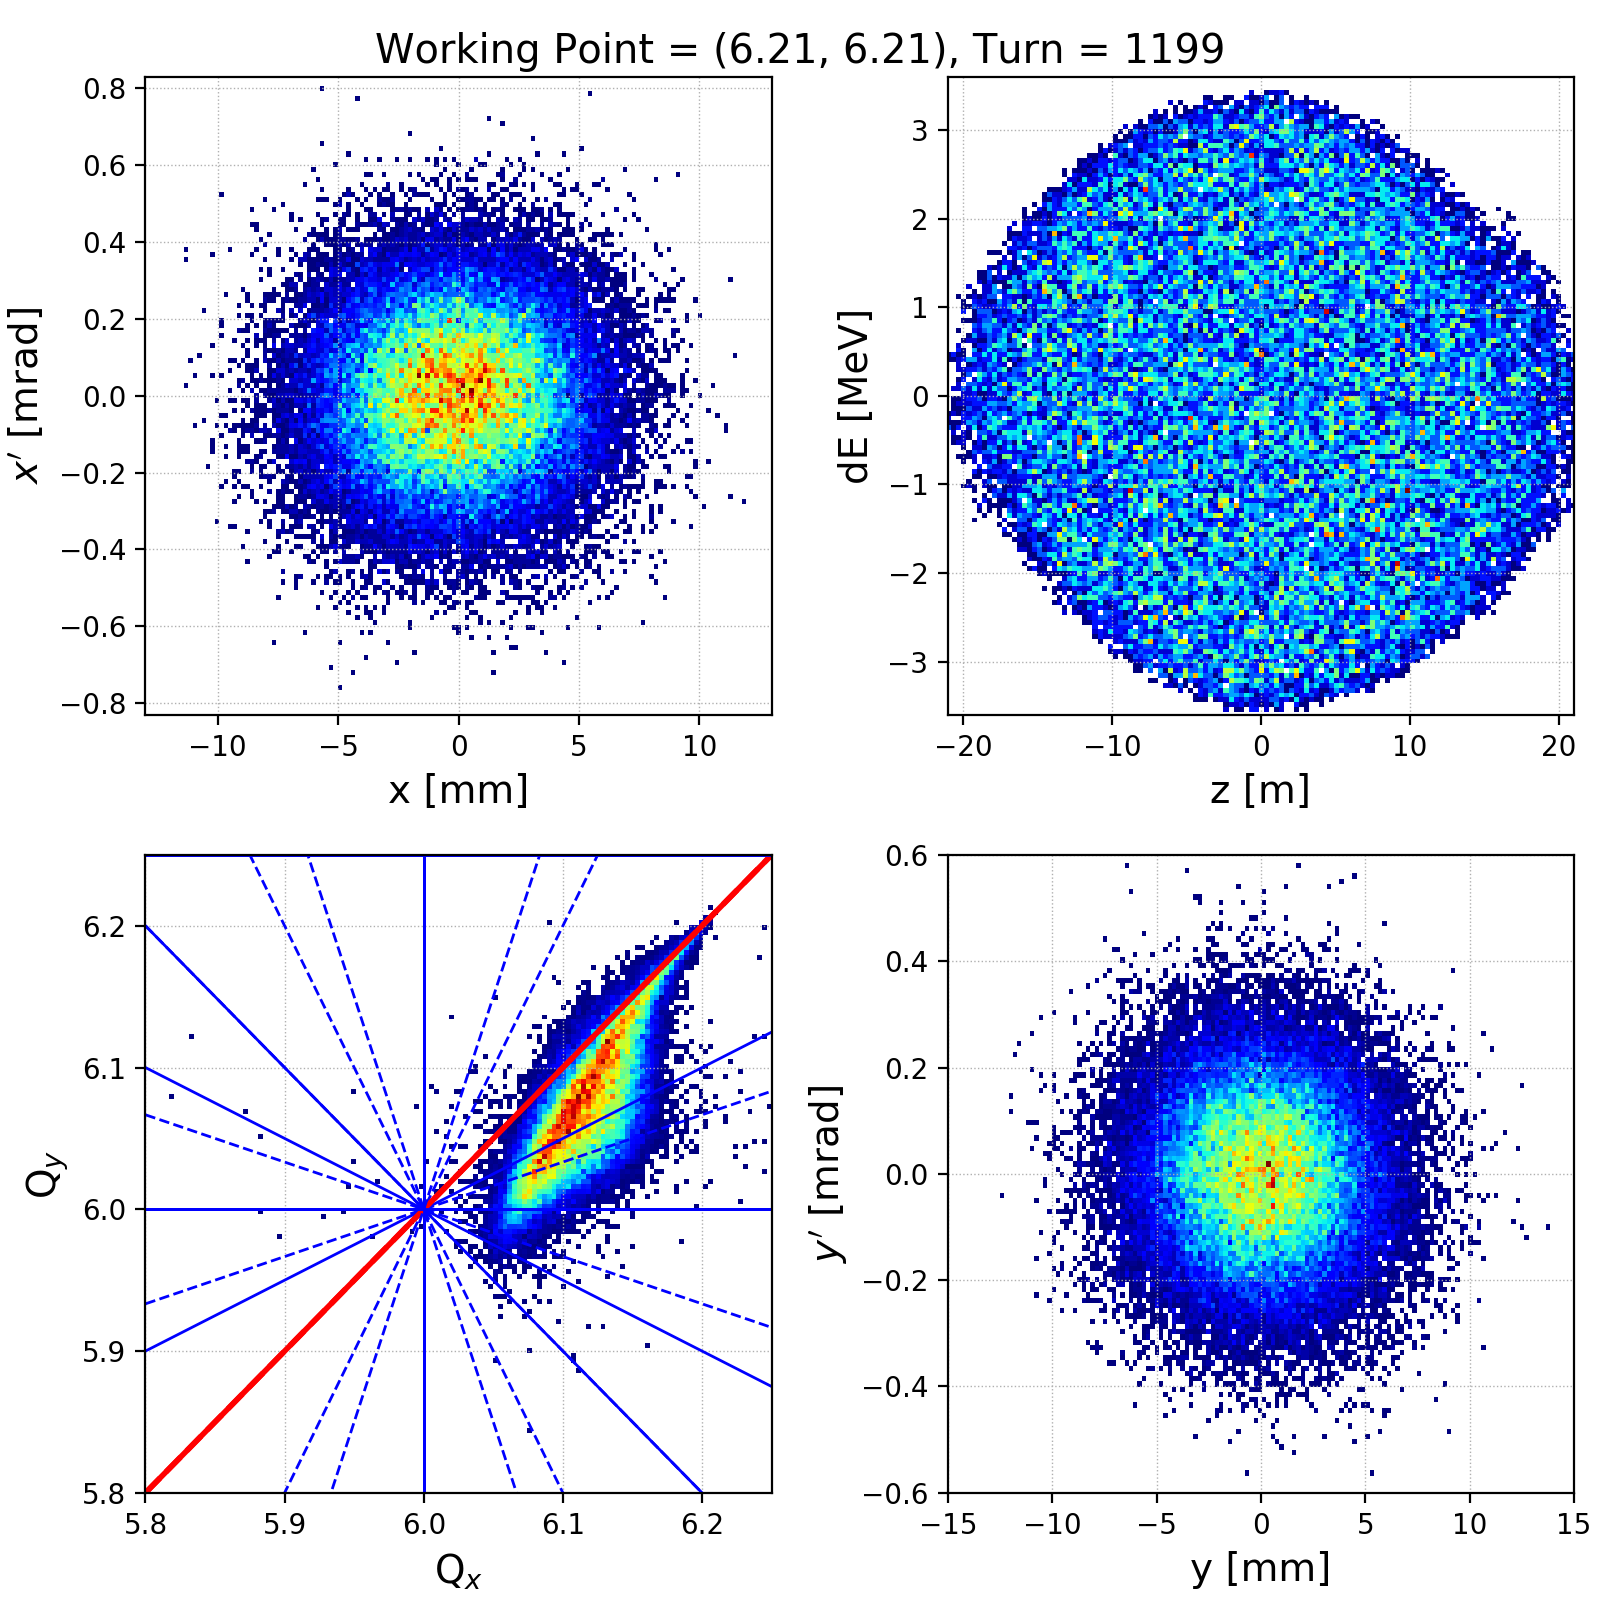 Working Point = (6.21, 6.21), Turn = 1199
0.8
0.6
0.4
0.2
0.0
−0.2
−0.4
−0.6
−0.8
x′ [mrad]
−10 −5 0 5 10
x [mm]
3
2
1
0
−1
−2
−3
dE [MeV]
−20 −10 0 10 20
z [m]
6.2
6.1
6.0
5.9
5.8
Qy
5.8 5.9 6.0 6.1 6.2
Qx
0.6
0.4
0.2
0.0
−0.2
−0.4
−0.6
y′ [mrad]
−15 −10 −5 0 5 10 15
y [mm]